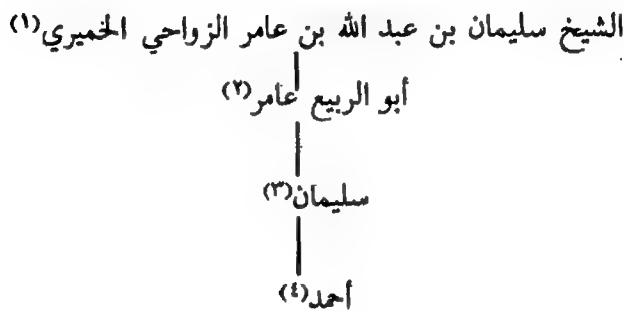 الشيخ سليمان بن عبد الله بن عامر الزواحي الخميري(١)
أبو الربيع عامر(٢)
سليمان(٣)
أحمد(٤)